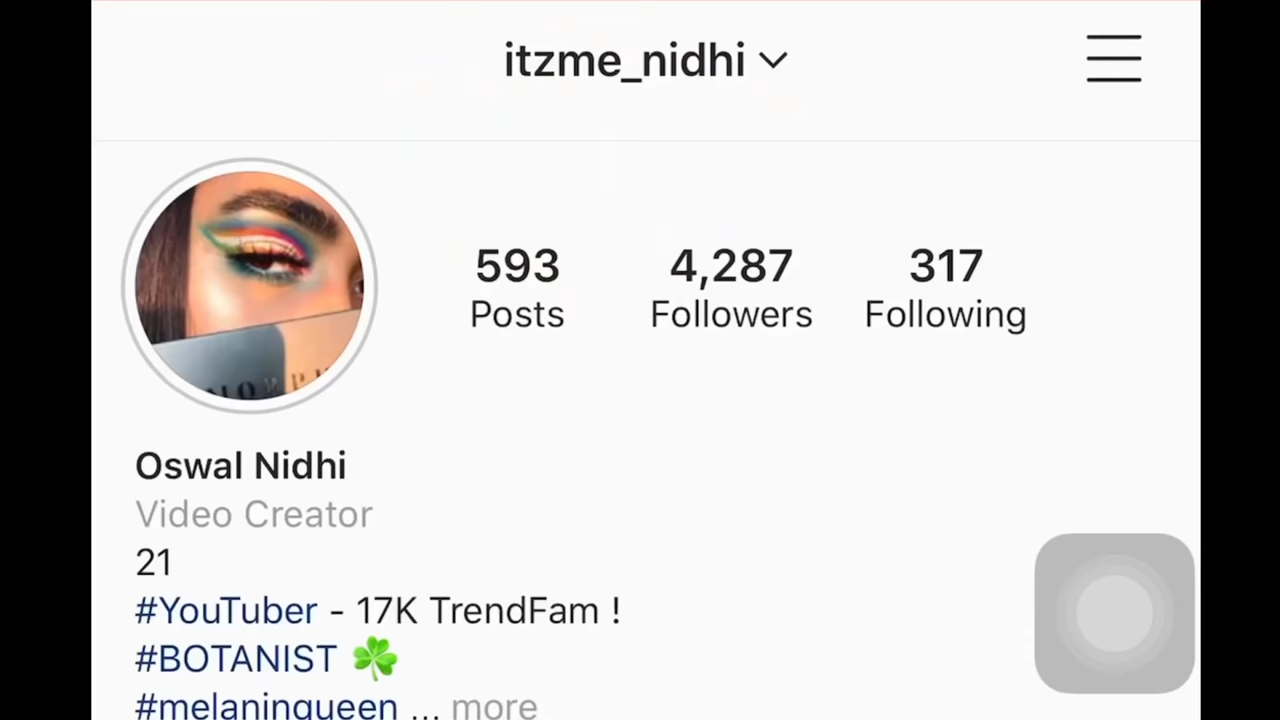 itzme_nidhi
593 4,287 317
Posts Followers Following
MORPH
Oswal Nidhi
Video Creator
21
#YouTuber - 17K TrendFam !
#BOTANIST ☘️
#melaninqueen ... more